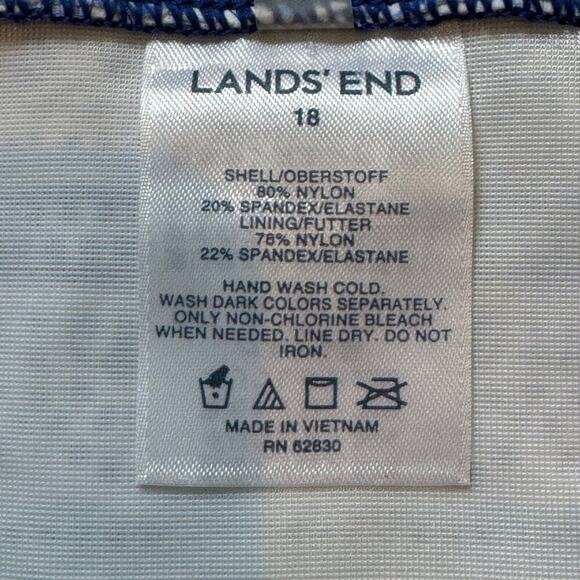 LANDS' END
18
SHELL/OBERSTOFF
80% NYLON
20% SPANDEX/ELASTANE
LINING/FUTTER
78% NYLON
22% SPANDEX/ELASTANE
HAND WASH COLD.
WASH DARK COLORS SEPARATELY.
ONLY NON-CHLORINE BLEACH
WHEN NEEDED. LINE DRY. DO NOT
IRON.
MADE IN VIETNAM
RN 62830